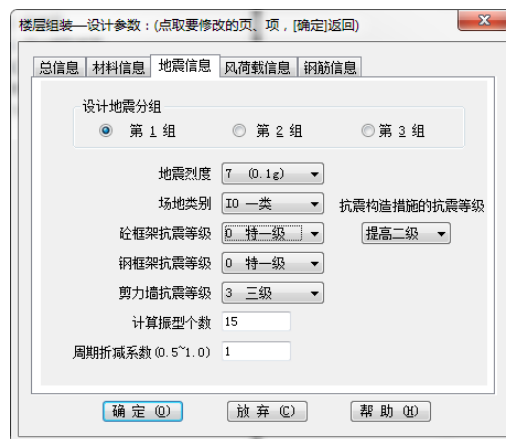 楼层组装—设计参数：(点取要修改的页、项，[确定]返回)
总信息 材料信息 地震信息 风荷载信息 钢筋信息
设计地震分组
第 1 组 第 2 组 第 3 组
地震烈度 7 (0.1g)
场地类别 I0 一类 抗震构造措施的抗震等级
砼框架抗震等级 0 特一级 提高二级
钢框架抗震等级 0 特一级
剪力墙抗震等级 3 三级
计算振型个数 15
周期折减系数(0.5~1.0) 1
确 定 (O) 放 弃 (C) 帮 助 (H)